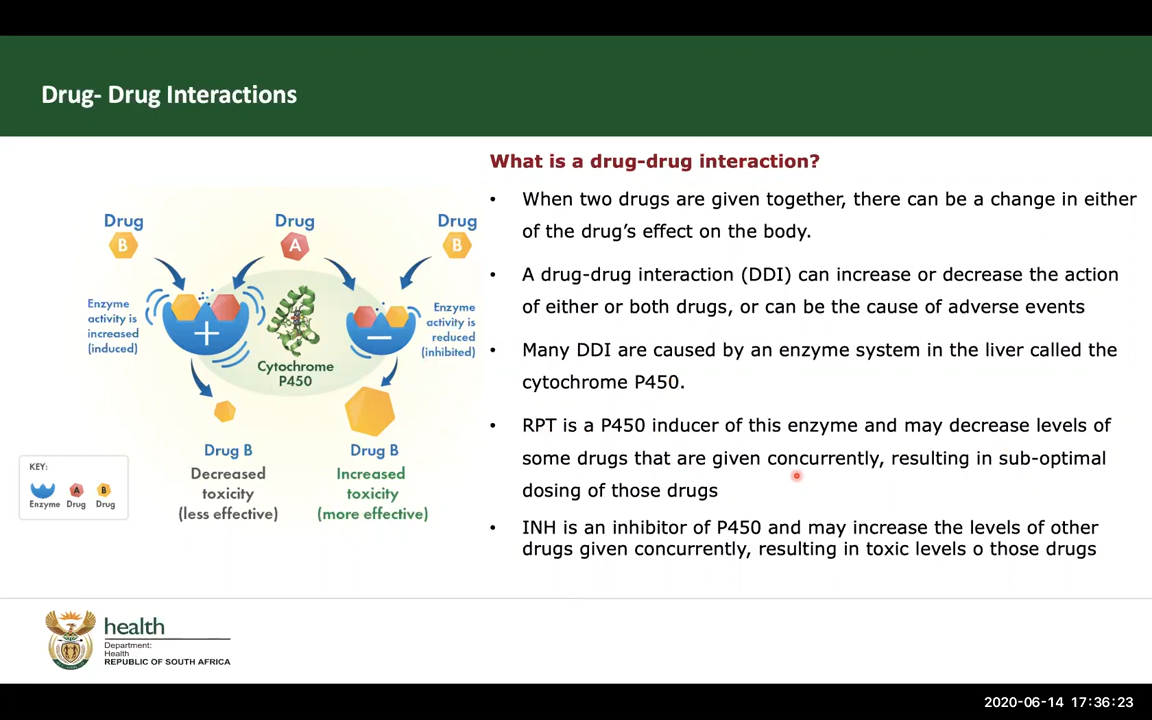 Drug- Drug Interactions
What is a drug-drug interaction?
• When two drugs are given together, there can be a change in either
of the drug's effect on the body.
• A drug-drug interaction (DDI) can increase or decrease the action
of either or both drugs, or can be the cause of adverse events
• Many DDI are caused by an enzyme system in the liver called the
cytochrome P450.
• RPT is a P450 inducer of this enzyme and may decrease levels of
some drugs that are given concurrently, resulting in sub-optimal
dosing of those drugs
• INH is an inhibitor of P450 and may increase the levels of other
drugs given concurrently, resulting in toxic levels o those drugs
Drug
B
Drug
A
Drug
B
Enzyme
activity is
increased
(induced)
+
Cytochrome
P450
−
Enzyme
activity is
reduced
(inhibited)
Drug B
Decreased
toxicity
(less effective)
Drug B
Increased
toxicity
(more effective)
KEY:
A
B
Enzyme Drug Drug
health
Department:
Health
REPUBLIC OF SOUTH AFRICA
2020-06-14 17:36:23